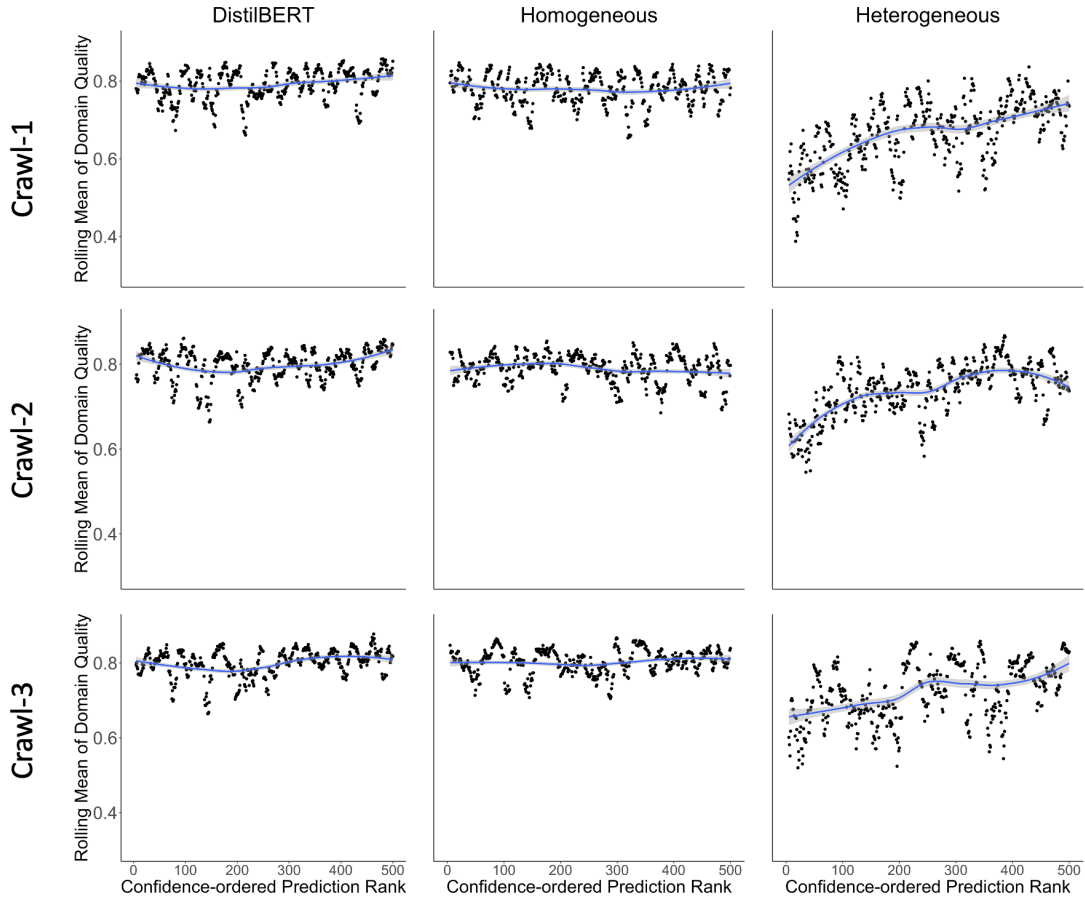 DistilBERT Homogeneous Heterogeneous
Crawl-1
Rolling Mean of Domain Quality
0.8
0.6
0.4
Crawl-2
Rolling Mean of Domain Quality
0.8
0.6
0.4
Crawl-3
Rolling Mean of Domain Quality
0.8
0.6
0.4
0 100 200 300 400 500 0 100 200 300 400 500 0 100 200 300 400 500
Confidence-ordered Prediction Rank Confidence-ordered Prediction Rank Confidence-ordered Prediction Rank